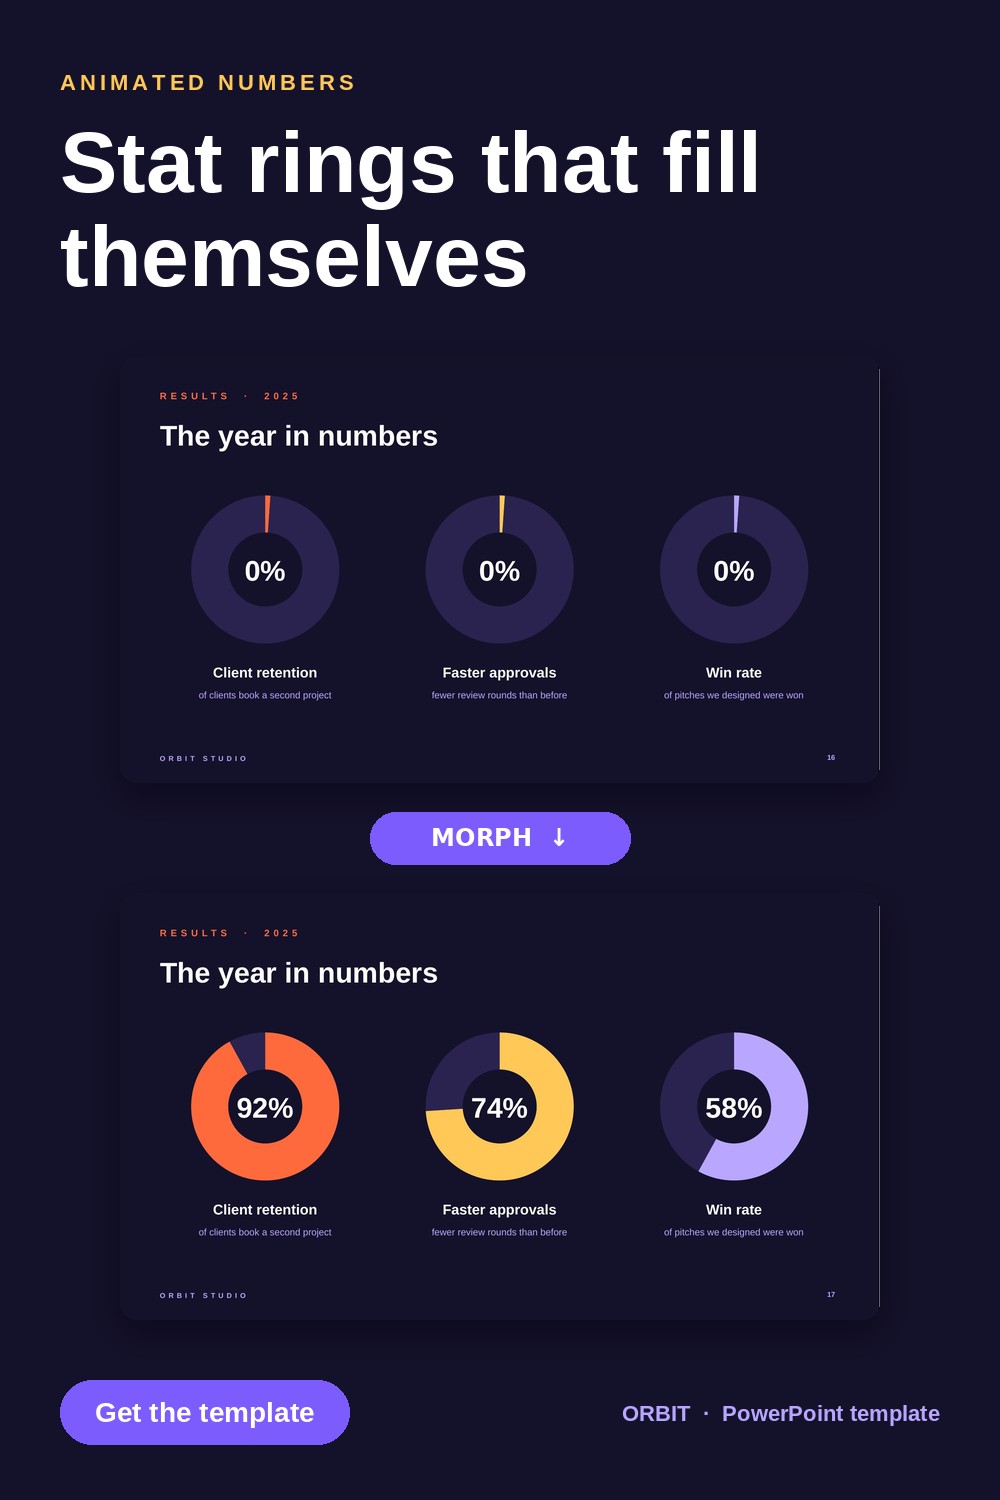 ANIMATED NUMBERS
Stat rings that fill
themselves
RESULTS · 2025
The year in numbers
0% 0% 0%
Client retention Faster approvals Win rate
of clients book a second project fewer review rounds than before of pitches we designed were won
ORBIT STUDIO 16
MORPH ↓
RESULTS · 2025
The year in numbers
92% 74% 58%
Client retention Faster approvals Win rate
of clients book a second project fewer review rounds than before of pitches we designed were won
ORBIT STUDIO 17
Get the template ORBIT · PowerPoint template